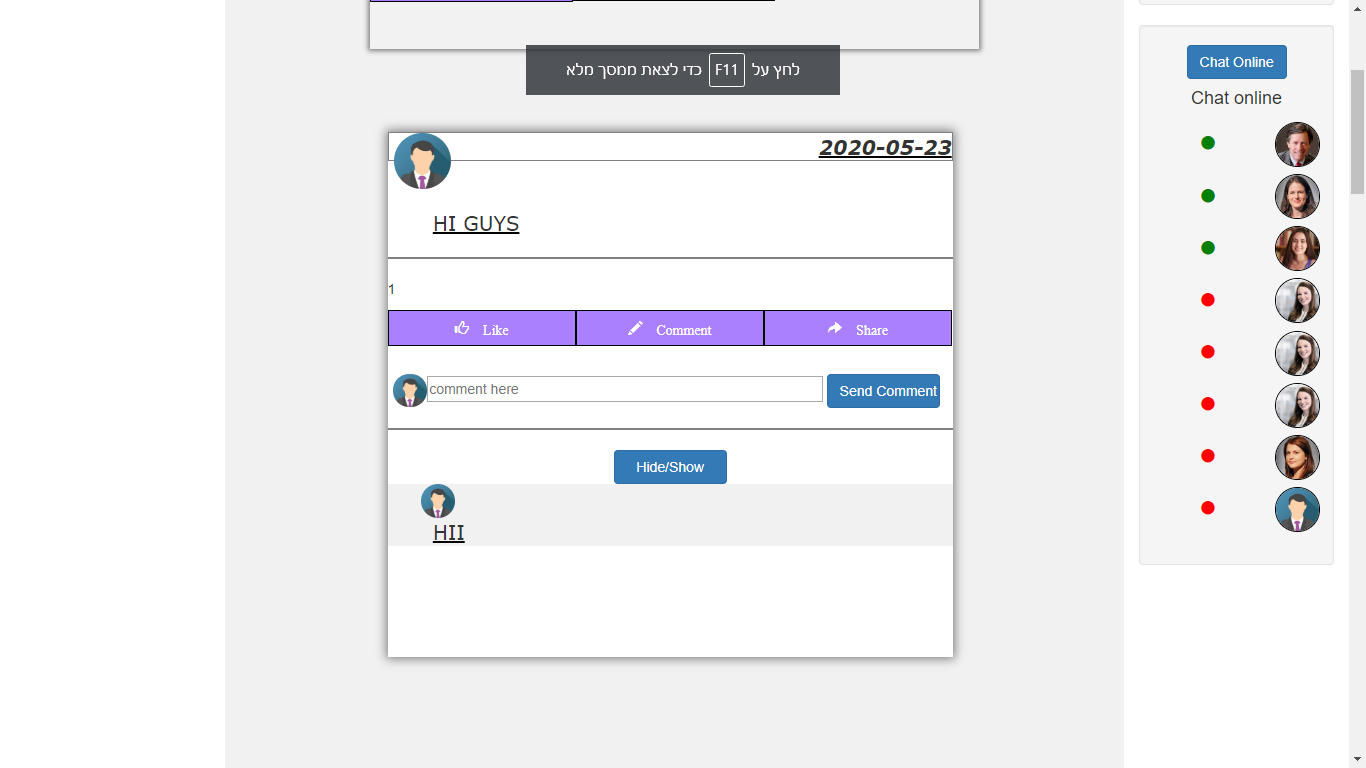 לחץ על F11 כדי לצאת ממסך מלא
Chat Online
Chat online
2020-05-23
HI GUYS
1
Like Comment Share
comment here Send Comment
Hide/Show
HII